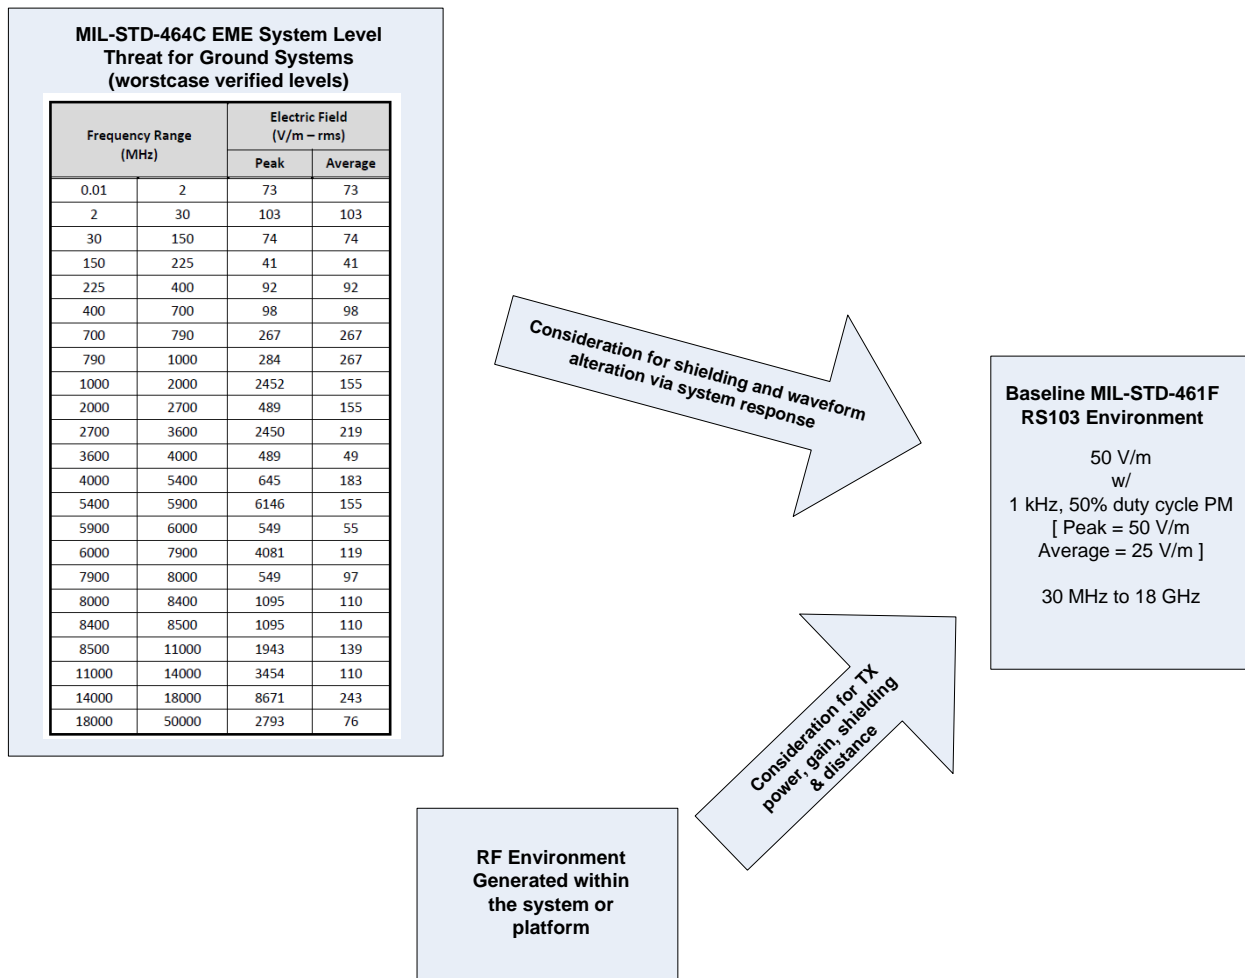 MIL-STD-464C EME System Level
Threat for Ground Systems
(worstcase verified levels)
Frequency Range
(MHz)
Electric Field
(V/m – rms)
Peak Average
0.01 2 73 73
2 30 103 103
30 150 74 74
150 225 41 41
225 400 92 92
400 700 98 98
700 790 267 267
790 1000 284 267
1000 2000 2452 155
2000 2700 489 155
2700 3600 2450 219
3600 4000 489 49
4000 5400 645 183
5400 5900 6146 155
5900 6000 549 55
6000 7900 4081 119
7900 8000 549 97
8000 8400 1095 110
8400 8500 1095 110
8500 11000 1943 139
11000 14000 3454 110
14000 18000 8671 243
18000 50000 2793 76
Consideration for shielding and waveform
alteration via system response
Baseline MIL-STD-461F
RS103 Environment
50 V/m
w/
1 kHz, 50% duty cycle PM
[ Peak = 50 V/m
Average = 25 V/m ]
30 MHz to 18 GHz
Consideration for TX
power, gain, shielding
& distance
RF Environment
Generated within
the system or
platform